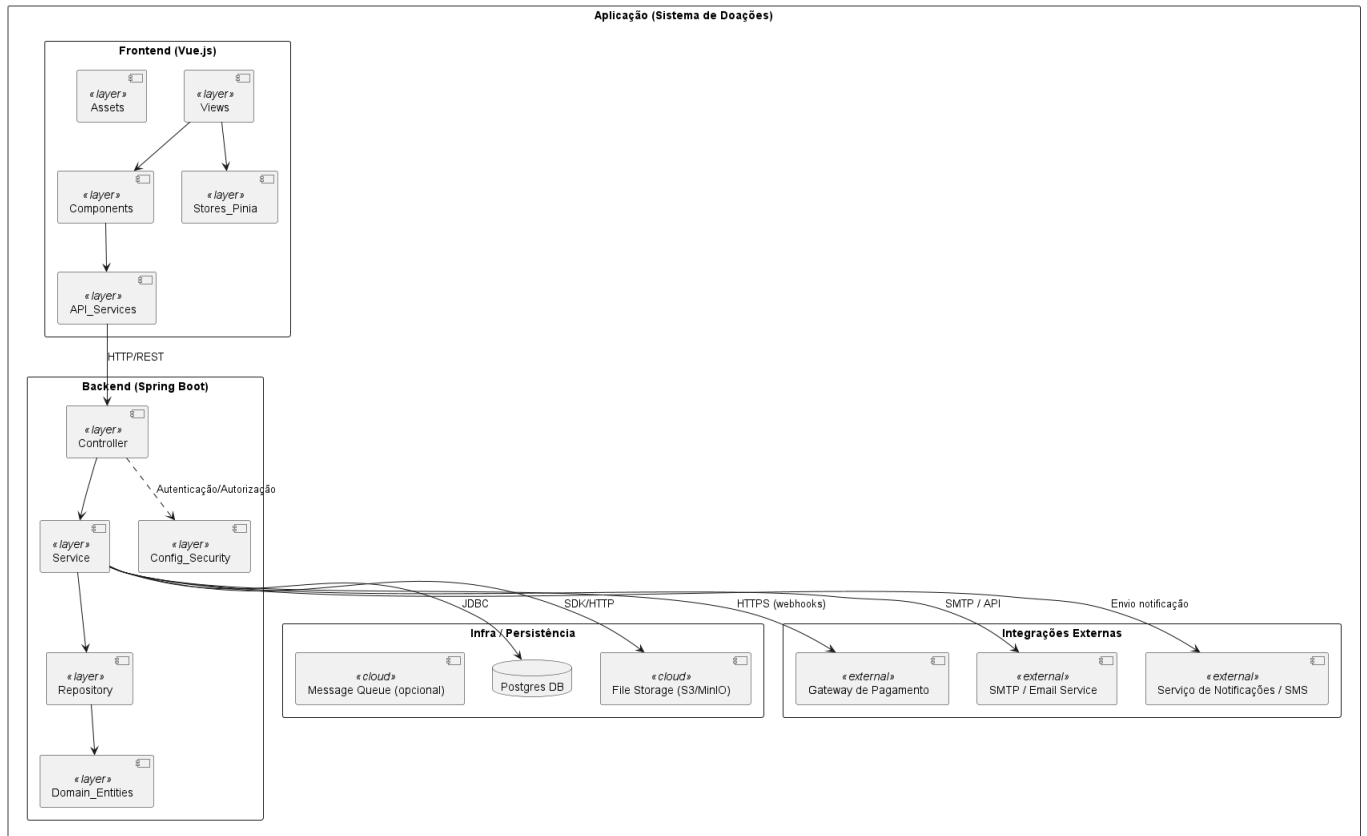 Aplicação (Sistema de Doações)
Frontend (Vue.js)
«layer»
Assets
«layer»
Views
«layer»
Components
«layer»
Stores_Pinia
«layer»
API_Services
HTTP/REST
Backend (Spring Boot)
«layer»
Controller
Autenticação/Autorização
«layer»
Service
«layer»
Config_Security
JDBC
SDK/HTTP
HTTPS (webhooks)
SMTP / API
Envio notificação
Infra / Persistência
Integrações Externas
«layer»
Repository
«cloud»
Message Queue (opcional)
Postgres DB
«cloud»
File Storage (S3/MinIO)
«external»
Gateway de Pagamento
«external»
SMTP / Email Service
«external»
Serviço de Notificações / SMS
«layer»
Domain_Entities